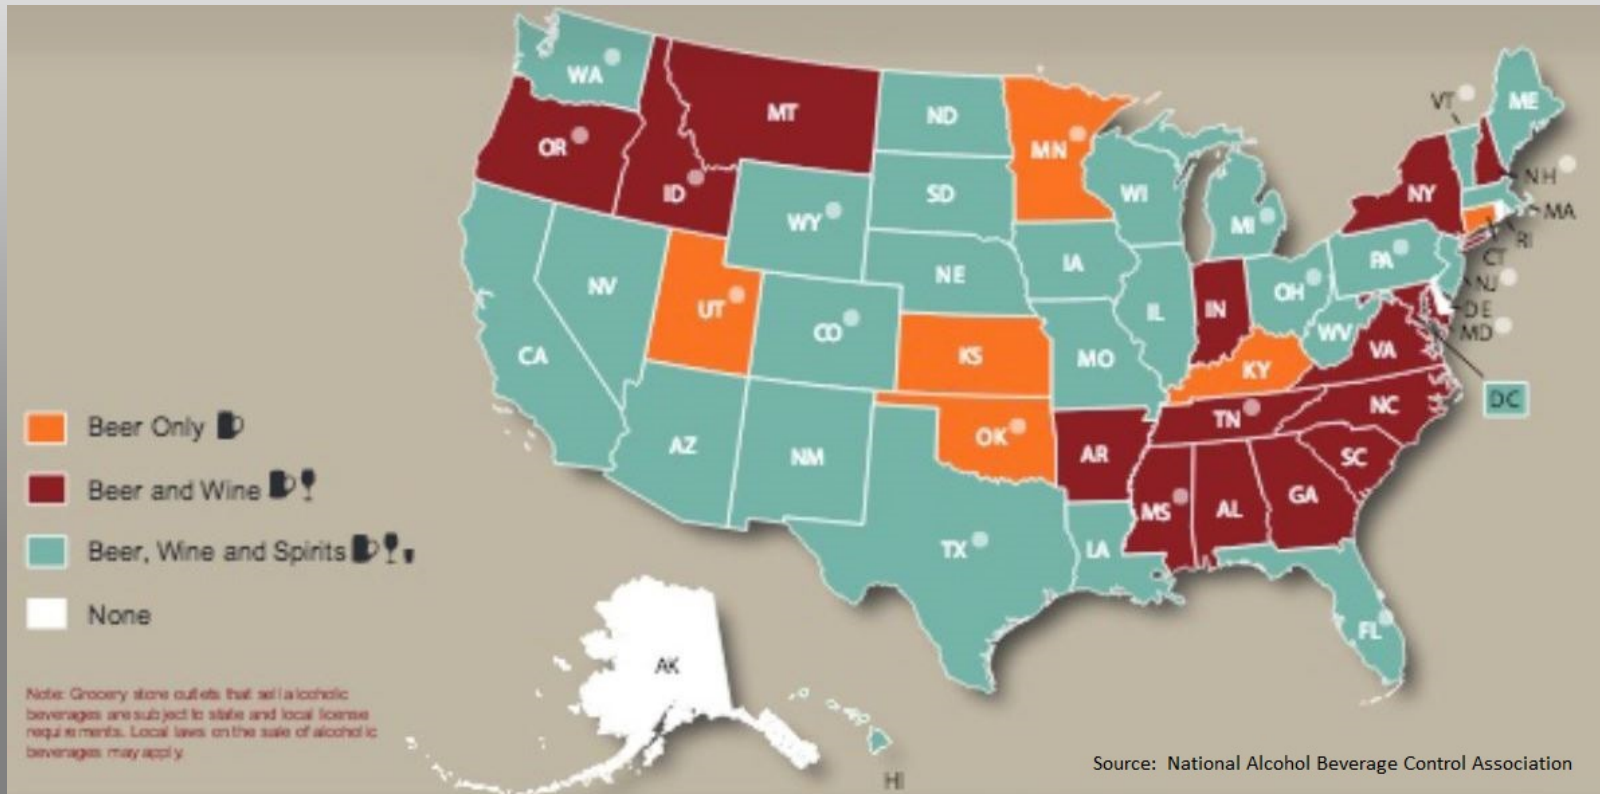 WA
MT
ND
MN
VT
ME
OR
ID
SD
WI
NH
WY
MI
NY
MA
RI
CT
NV
NE
IA
PA
NJ
UT
CO
IL
IN
OH
DE
MD
CA
KS
MO
KY
WV
VA
DC
AZ
NM
OK
AR
TN
NC
SC
TX
LA
MS
AL
GA
FL
Beer Only
Beer and Wine
Beer, Wine and Spirits
None
AK
HI
Note: Grocery store outlets that sell alcoholic
beverages are subject to state and local license
requirements. Local laws on the sale of alcoholic
beverages may apply.
Source: National Alcohol Beverage Control Association